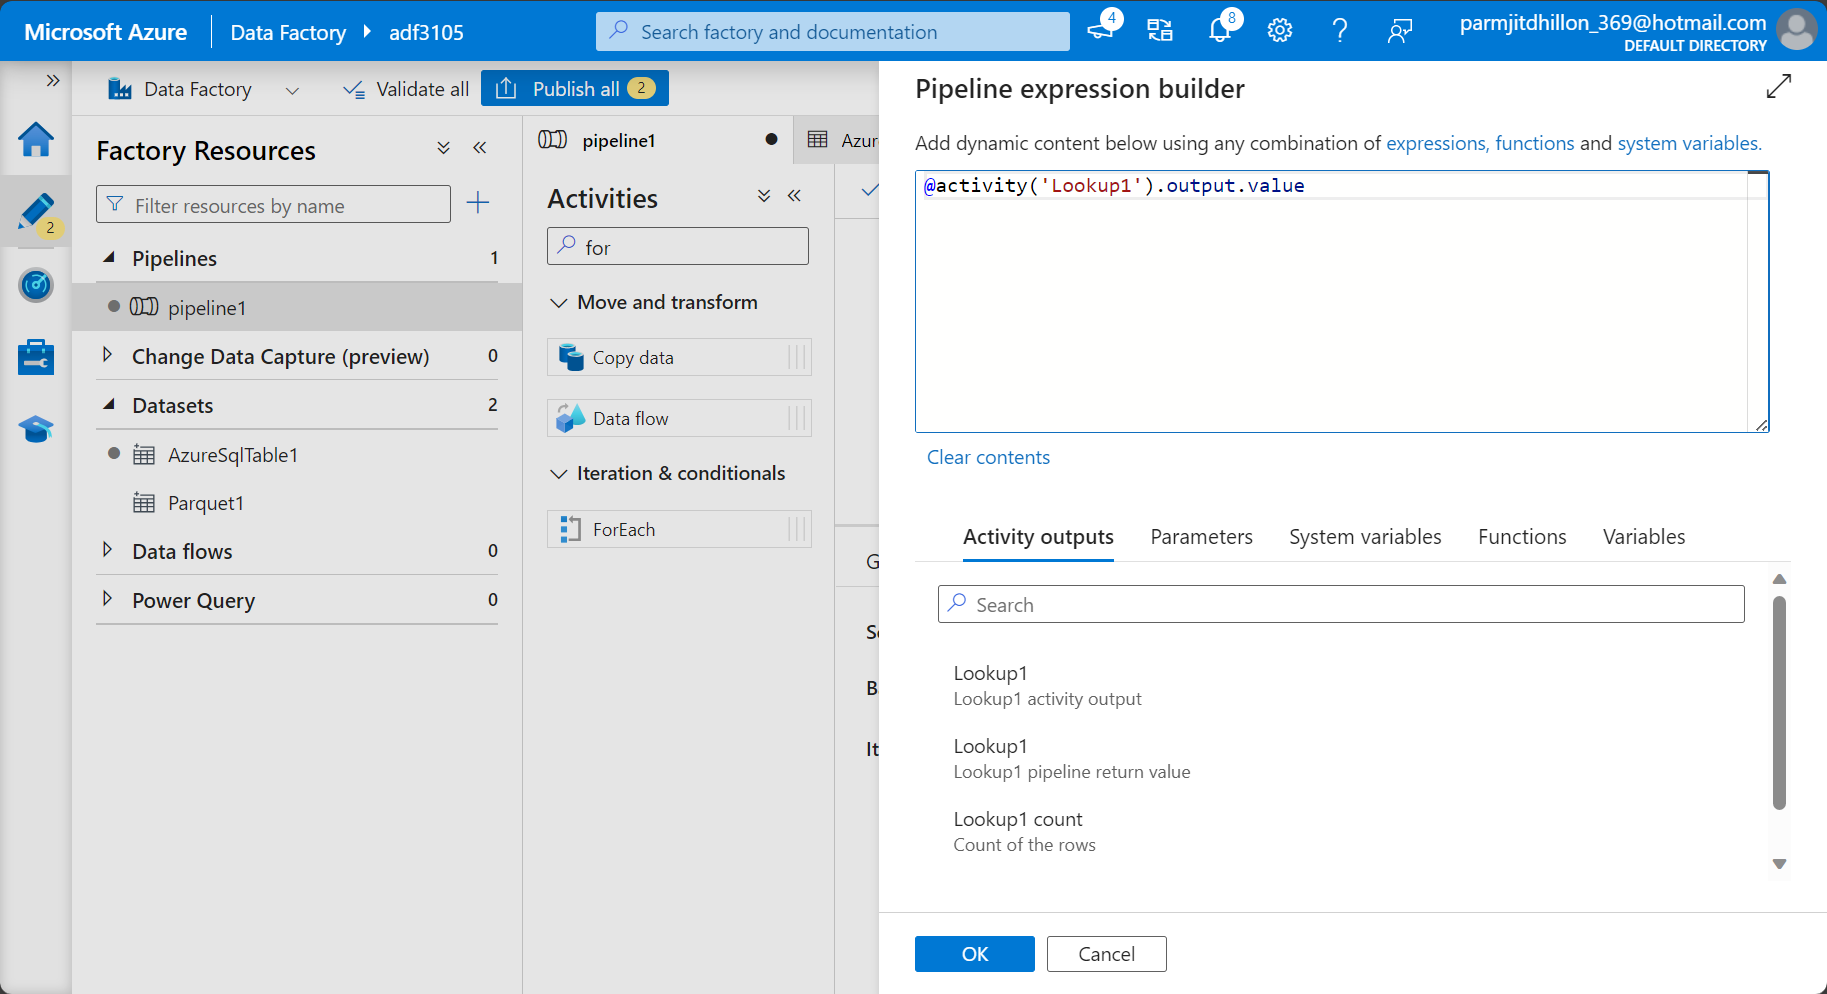 Microsoft Azure Data Factory adf3105 Search factory and documentation 4 8 parmjitdhillon_369@hotmail.com
DEFAULT DIRECTORY
Data Factory Validate all Publish all 2
Factory Resources
Filter resources by name
2
Pipelines 1
pipeline1
Change Data Capture (preview) 0
Datasets 2
AzureSqlTable1
Parquet1
Data flows 0
Power Query 0
pipeline1
Azur
Activities
for
Move and transform
Copy data
Data flow
Iteration & conditionals
ForEach
G
B
It
Pipeline expression builder
Add dynamic content below using any combination of expressions, functions and system variables.
@activity('Lookup1').output.value
Clear contents
Activity outputs Parameters System variables Functions Variables
Search
Lookup1
Lookup1 activity output
Lookup1
Lookup1 pipeline return value
Lookup1 count
Count of the rows
OK Cancel